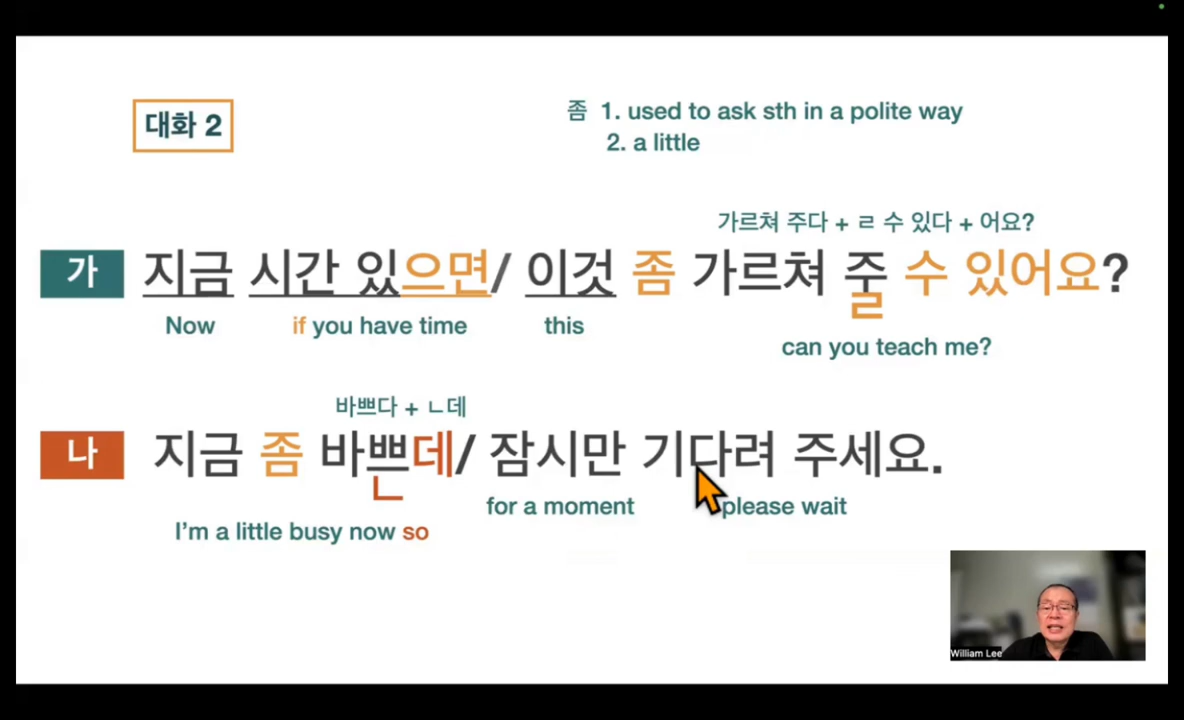 대화 2
좀 1. used to ask sth in a polite way
2. a little
가르쳐 주다 + ㄹ 수 있다 + 어요?
가 지금 시간 있으면/ 이것 좀 가르쳐 줄 수 있어요?
Now if you have time this
can you teach me?
바쁘다 + ㄴ데
나 지금 좀 바쁜데/ 잠시만 기다려 주세요.
for a moment please wait
I'm a little busy now so
William Lee